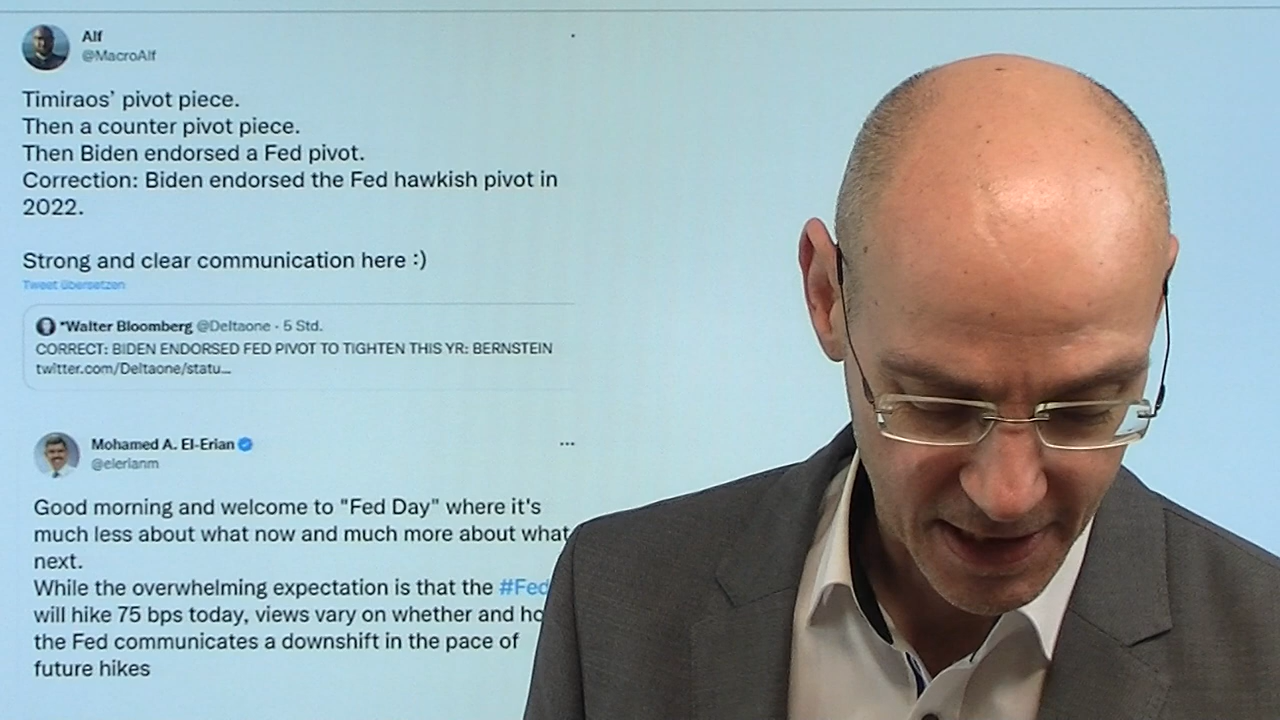 Alf
@MacroAlf
Timiraos' pivot piece.
Then a counter pivot piece.
Then Biden endorsed a Fed pivot.
Correction: Biden endorsed the Fed hawkish pivot in
2022.
Strong and clear communication here :)
Tweet übersetzen
*Walter Bloomberg @Deltaone · 5 Std.
CORRECT: BIDEN ENDORSED FED PIVOT TO TIGHTEN THIS YR: BERNSTEIN
twitter.com/Deltaone/statu...
Mohamed A. El-Erian
@elerianm
Good morning and welcome to "Fed Day" where it's
much less about what now and much more about what
next.
While the overwhelming expectation is that the #Fed
will hike 75 bps today, views vary on whether and
the Fed communicates a downshift in the pace of
future hikes